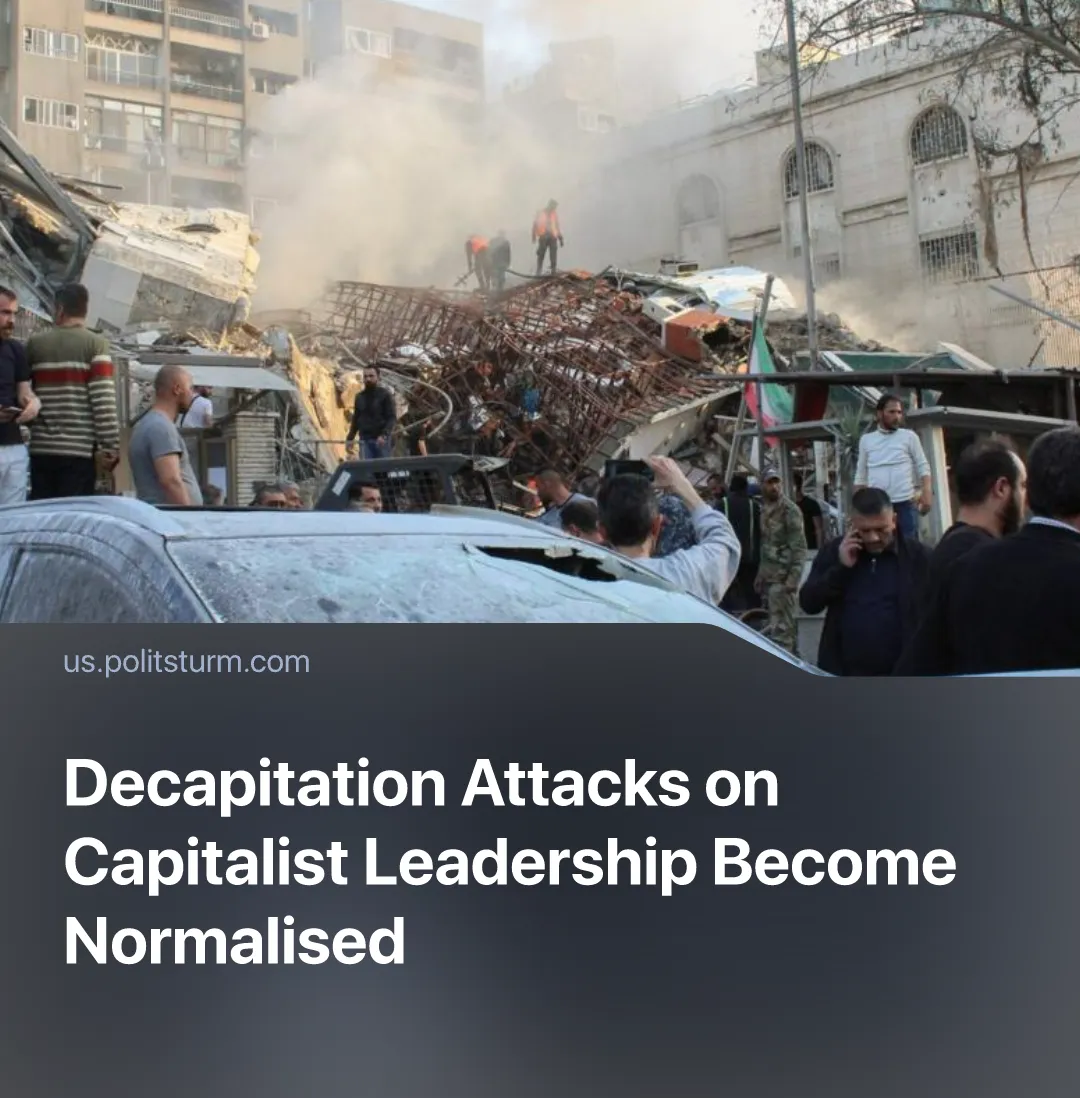 us.politsturm.com
Decapitation Attacks on
Capitalist Leadership Become
Normalised